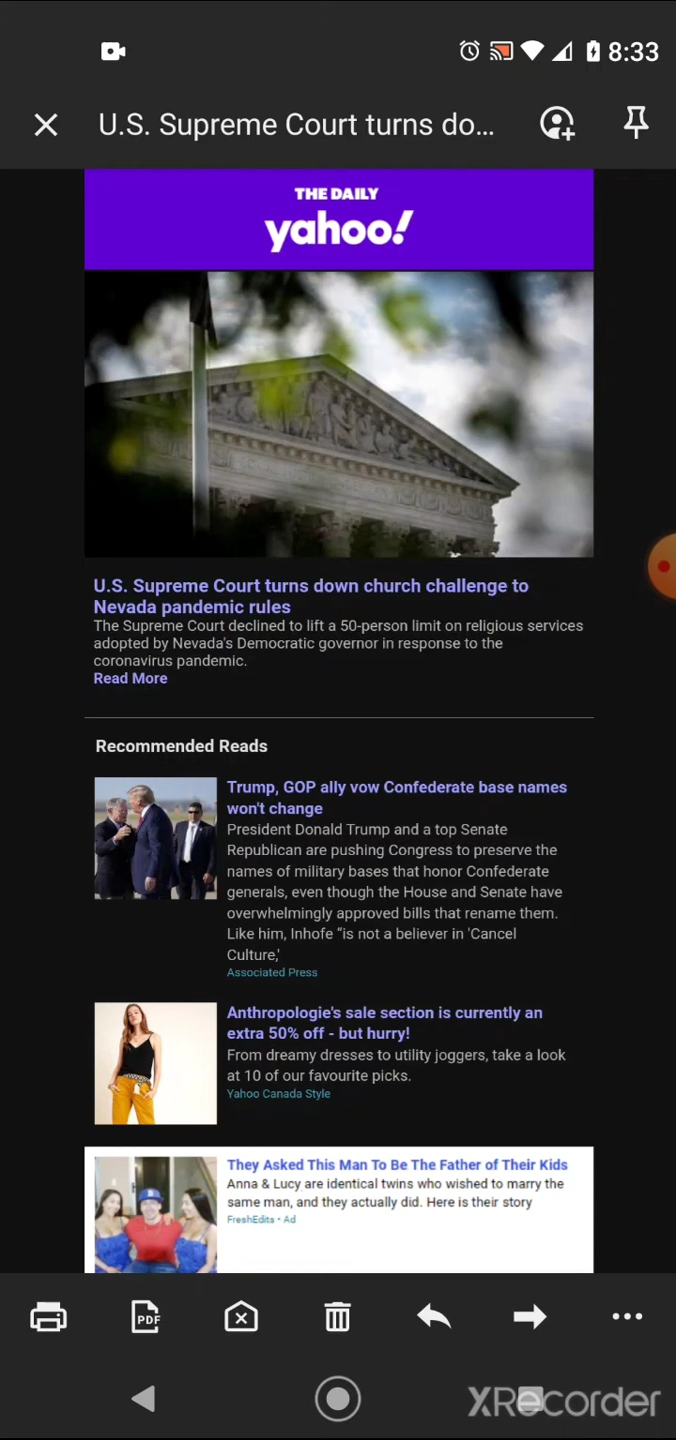 8:33
U.S. Supreme Court turns do...
THE DAILY
yahoo!
U.S. Supreme Court turns down church challenge to
Nevada pandemic rules
The Supreme Court declined to lift a 50-person limit on religious services
adopted by Nevada's Democratic governor in response to the
coronavirus pandemic.
Read More
Recommended Reads
Trump, GOP ally vow Confederate base names
won't change
President Donald Trump and a top Senate
Republican are pushing Congress to preserve the
names of military bases that honor Confederate
generals, even though the House and Senate have
overwhelmingly approved bills that rename them.
Like him, Inhofe “is not a believer in 'Cancel
Culture,'
Associated Press
Anthropologie's sale section is currently an
extra 50% off - but hurry!
From dreamy dresses to utility joggers, take a look
at 10 of our favourite picks.
Yahoo Canada Style
They Asked This Man To Be The Father of Their Kids
Anna & Lucy are identical twins who wished to marry the
same man, and they actually did. Here is their story
FreshEdits • Ad
PDF
XRecorder